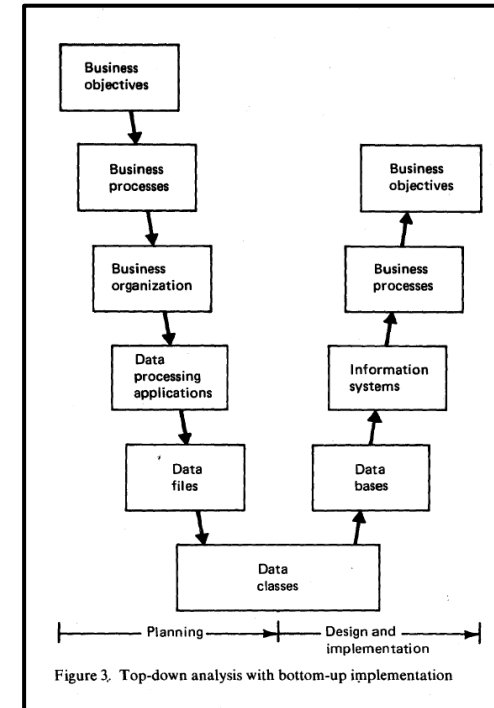 Business
objectives
Business
processes
Business
organization
Data
processing
applications
Data
files
Data
classes
Data
bases
Information
systems
Business
processes
Business
objectives
Planning
Design and
implementation
Figure 3. Top-down analysis with bottom-up implementation